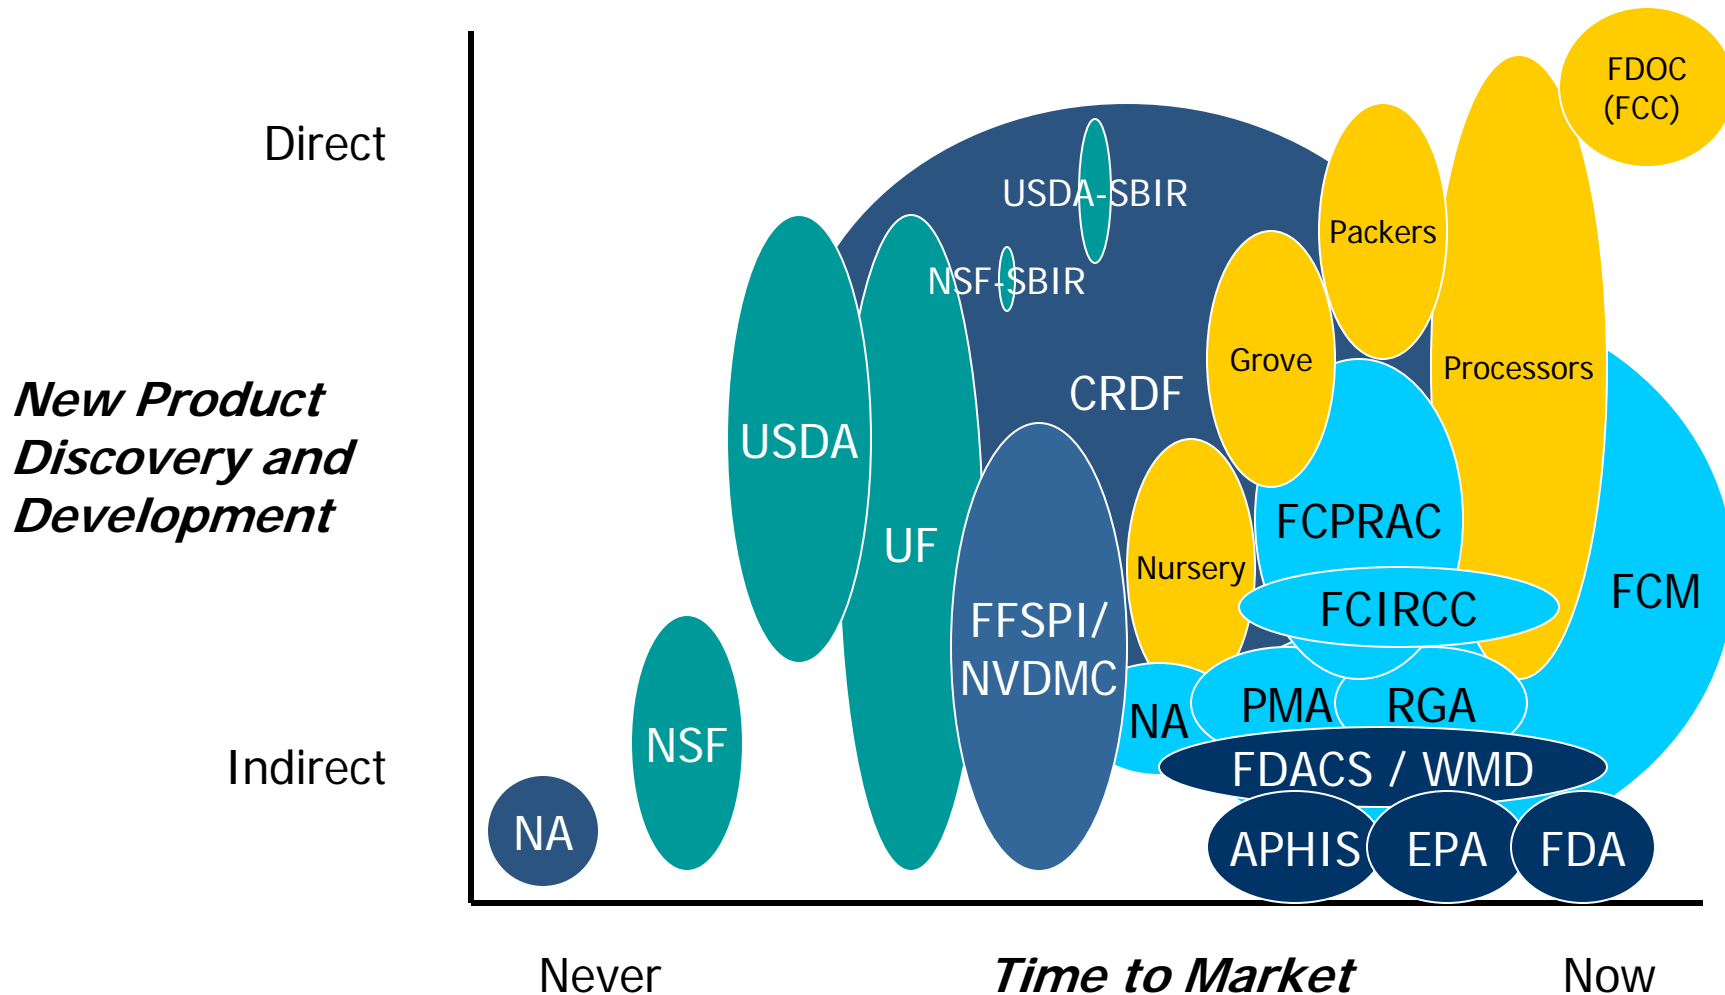 FDOC
(FCC)
Direct
USDA-SBIR
Packers
NSF-SBIR
Grove
Processors
CRDF
New Product
Discovery and
Development
USDA
FCPRAC
UF
Nursery
FCM
FCIRCC
FFSPI/
NVDMC
NA
PMA
RGA
NSF
Indirect
FDACS / WMD
NA
APHIS
EPA
FDA
Never
Time to Market
Now